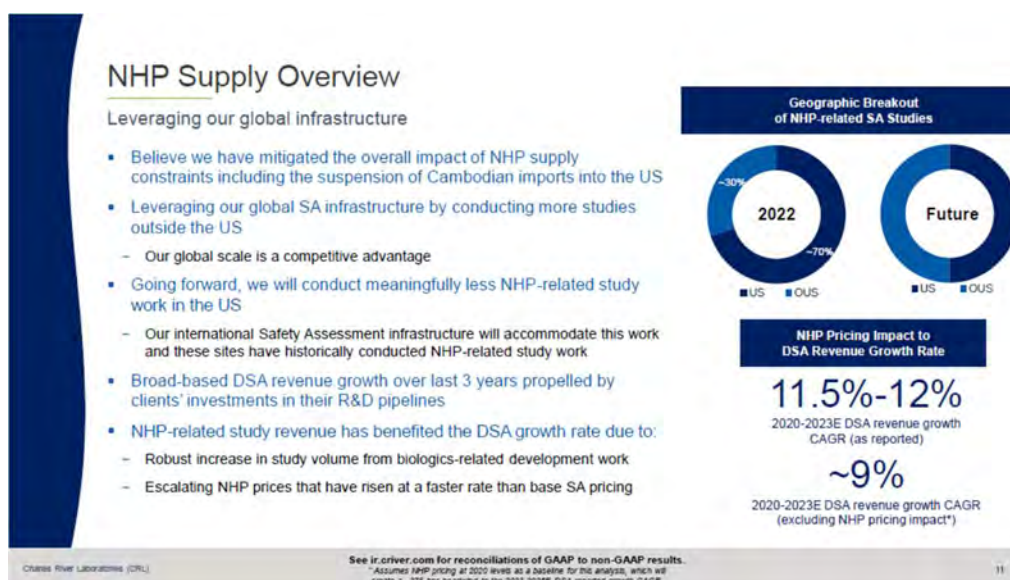 NHP Supply Overview
Leveraging our global infrastructure
▪ Believe we have mitigated the overall impact of NHP supply
constraints including the suspension of Cambodian imports into the US
▪ Leveraging our global SA infrastructure by conducting more studies
outside the US
− Our global scale is a competitive advantage
▪ Going forward, we will conduct meaningfully less NHP-related study
work in the US
− Our international Safety Assessment infrastructure will accommodate this work
and these sites have historically conducted NHP-related study work
▪ Broad-based DSA revenue growth over last 3 years propelled by
clients' investments in their R&D pipelines
▪ NHP-related study revenue has benefited the DSA growth rate due to:
− Robust increase in study volume from biologics-related development work
− Escalating NHP prices that have risen at a faster rate than base SA pricing
Geographic Breakout
of NHP-related SA Studies
~30%
2022
~70%
US OUS
Future
US OUS
NHP Pricing Impact to
DSA Revenue Growth Rate
11.5%-12%
2020-2023E DSA revenue growth
CAGR (as reported)
~9%
2020-2023E DSA revenue growth CAGR
(excluding NHP pricing impact*)
Charles River Laboratories (CRL)
See ir.criver.com for reconciliations of GAAP to non-GAAP results.
*Assumes NHP pricing at 2020 levels as a baseline for this analysis, which will
11